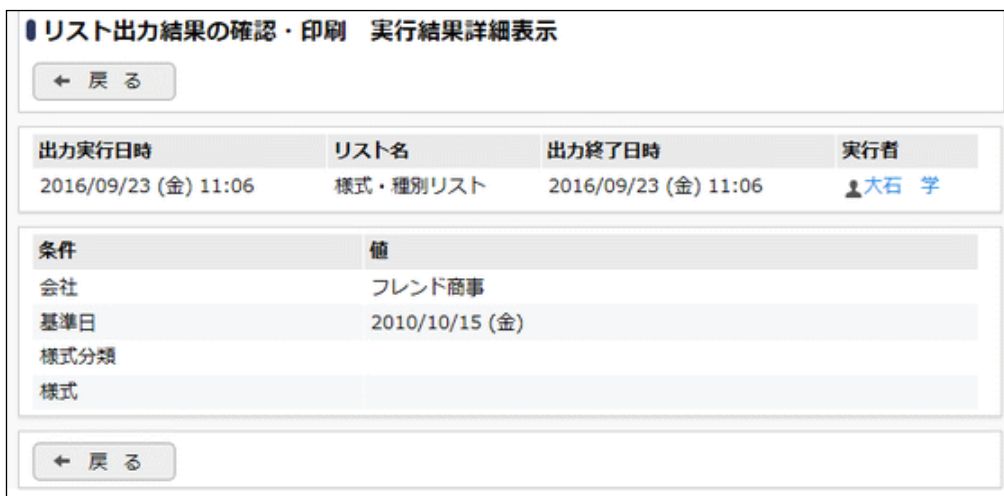 リスト出力結果の確認・印刷　実行結果詳細表示
← 戻 る
出力実行日時 リスト名 出力終了日時 実行者
2016/09/23 (金) 11:06 様式・種別リスト 2016/09/23 (金) 11:06 大石　学
条件 値
会社 フレンド商事
基準日 2010/10/15 (金)
様式分類
様式
← 戻 る